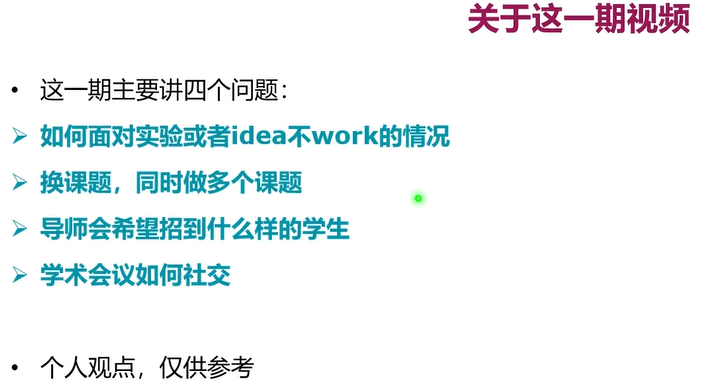 关于这一期视频
• 这一期主要讲四个问题：
➢ 如何面对实验或者idea不work的情况
➢ 换课题，同时做多个课题
➢ 导师会希望招到什么样的学生
➢ 学术会议如何社交
• 个人观点，仅供参考